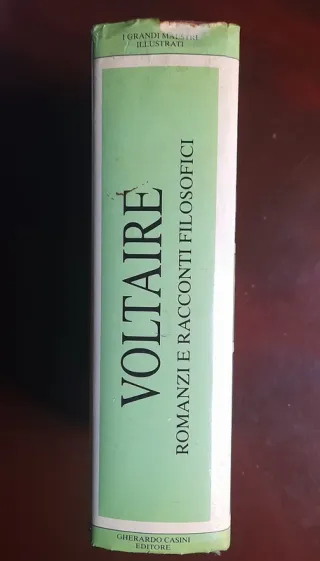 I GRANDI MAESTRI
ILLUSTRATI
VOLTAIRE
ROMANZI E RACCONTI FILOSOFICI
GHERARDO CASINI
EDITORE